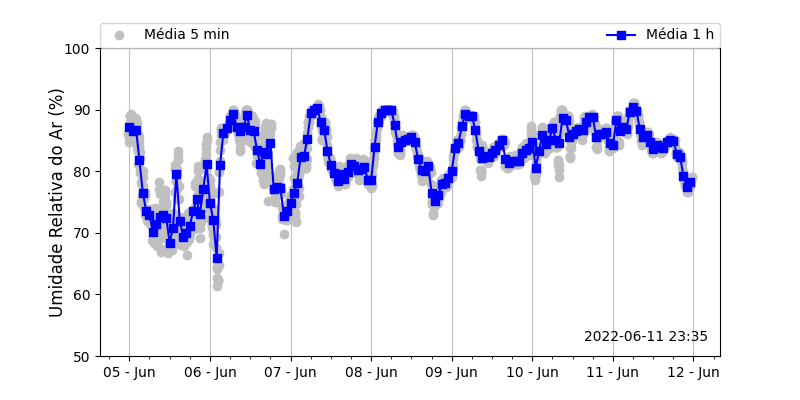 Média 5 min Média 1 h
Umidade Relativa do Ar (%)
100
90
80
70
60
50
2022-06-11 23:35
05 - Jun 06 - Jun 07 - Jun 08 - Jun 09 - Jun 10 - Jun 11 - Jun 12 - Jun